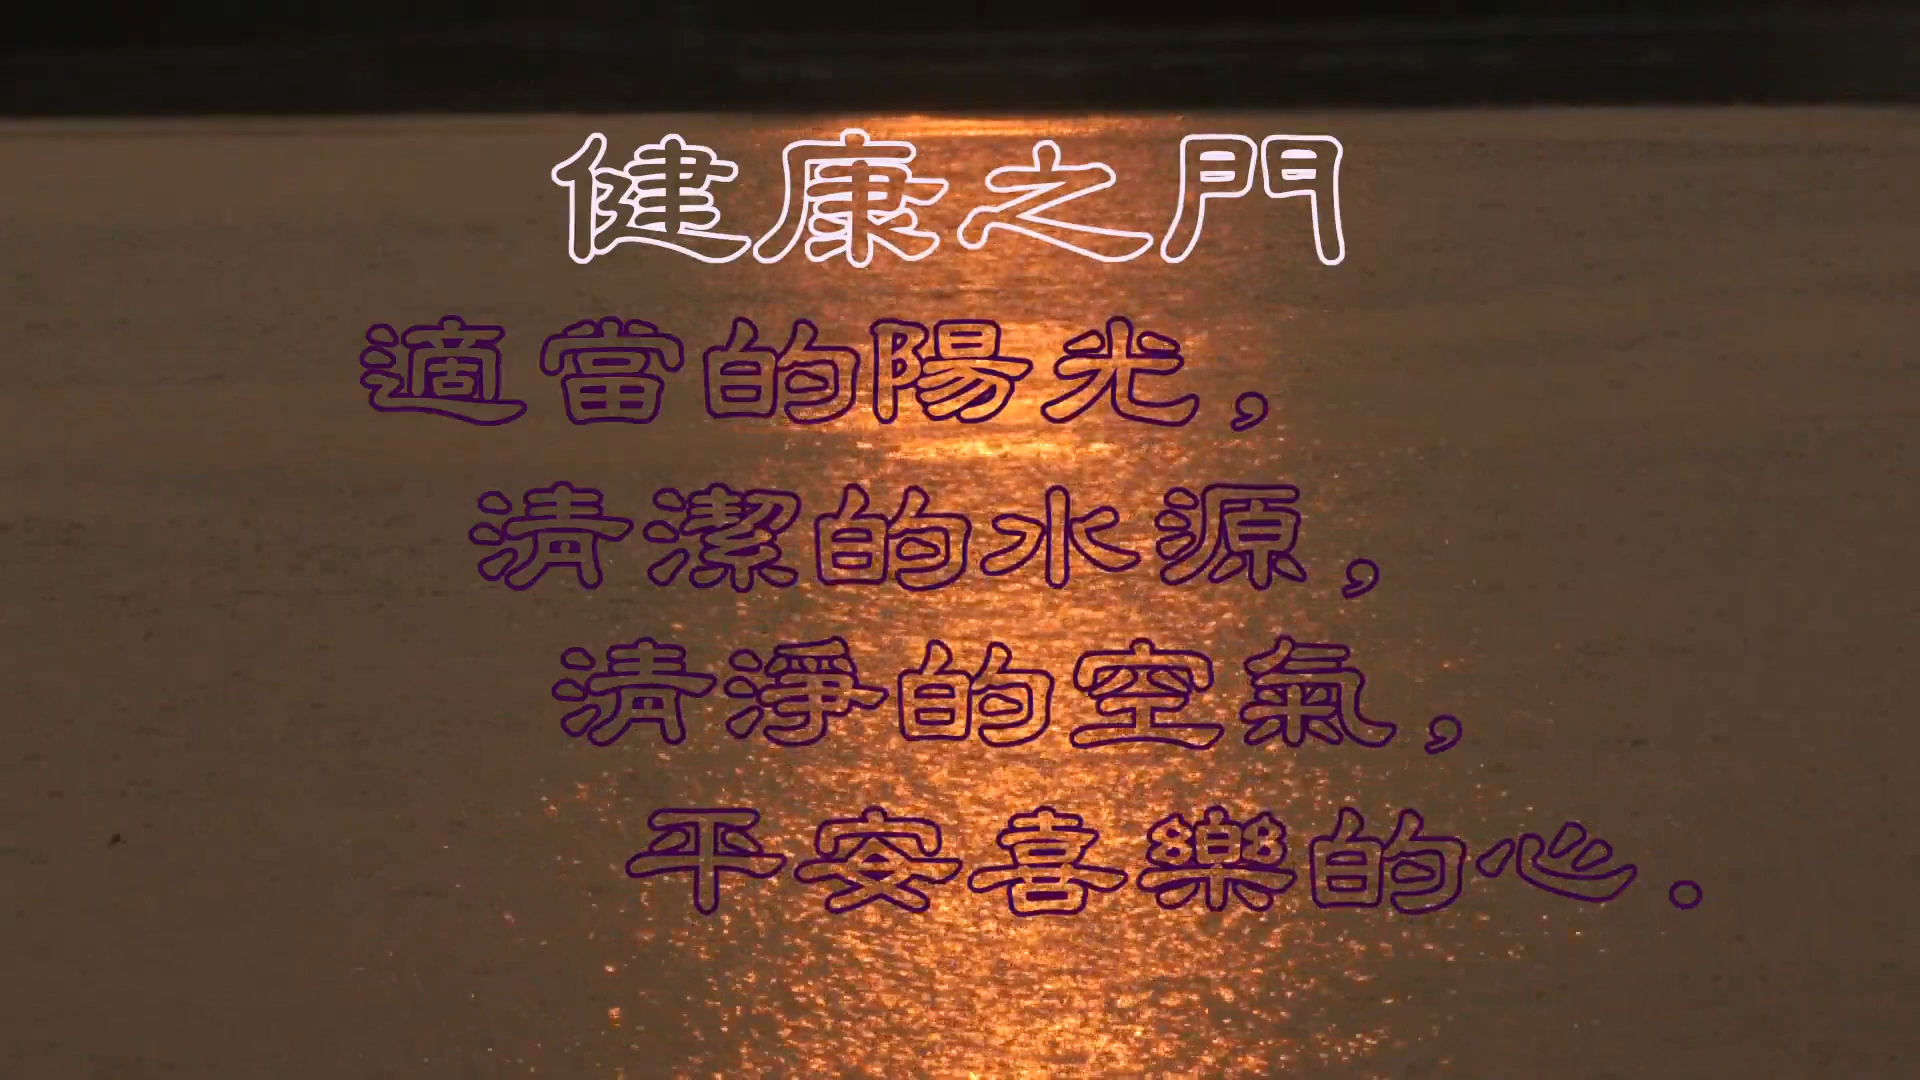 健康之門
適當的陽光，
清潔的水源，
清淨的空氣，
平安喜樂的心.